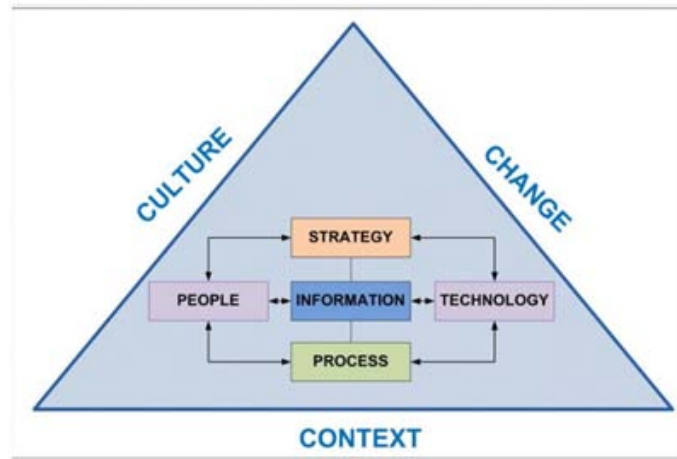 CULTURE
CHANGE
STRATEGY
PEOPLE
INFORMATION
TECHNOLOGY
PROCESS
CONTEXT